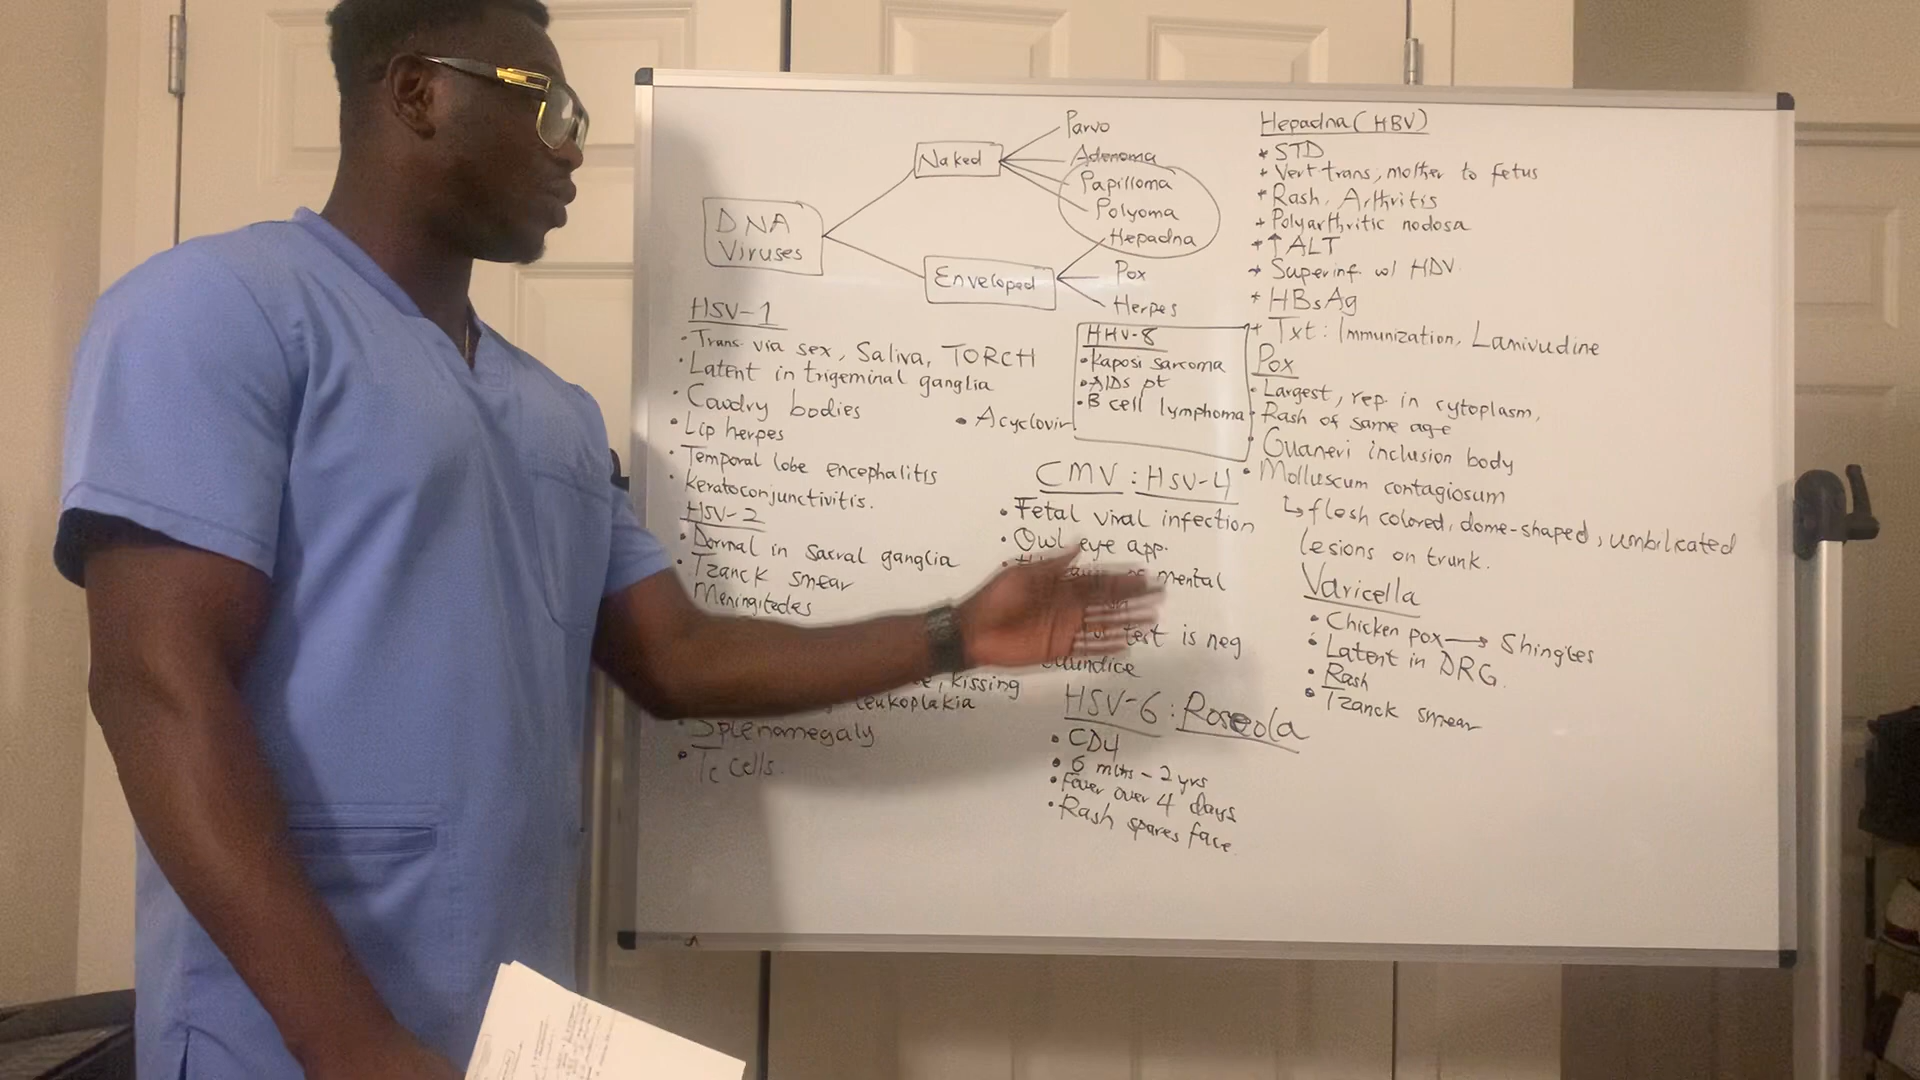 DNA
Viruses
Naked
Parvo
Adenoma
Papilloma
Polyoma
Enveloped
Hepadna
Pox
Herpes
HSV-1
• Trans. via sex, Saliva, TORCH
• Latent in trigeminal ganglia
• Cowdry bodies
• Lip herpes
• Temporal lobe encephalitis
• Keratoconjunctivitis.
• Acyclovir
HSV-2
• Dormal in sacral ganglia
• Tzanck smear
Meningitedes
kissing
leukoplakia
• Splenomegaly
• Tc cells.
HHV-8
• Kaposi sarcoma
• AIDs pt
• B cell lymphoma
CMV : HSV-4
• Fetal viral infection
• Owl eye app.
mental
test is neg
HSV-6 : Roseola
• CD4
• 6 mths - 2 yrs
• Fever over 4 days
• Rash spares face.
Hepadna (HBV)
* STD
+ Vert trans, mother to fetus
* Rash, Arthritis
+ Polyarthritic nodosa
* ↑ ALT
+ Superinf. w/ HDV
* HBsAg
+ Txt: Immunization, Lamivudine
Pox
• Largest, rep. in cytoplasm,
• Rash of same age
• Guaneri inclusion body
• Molluscum contagiosum
↳ flesh colored, dome-shaped, umbilicated
lesions on trunk.
Varicella
• Chicken pox → Shingles
• Latent in DRG.
• Rash
• Tzanck smear